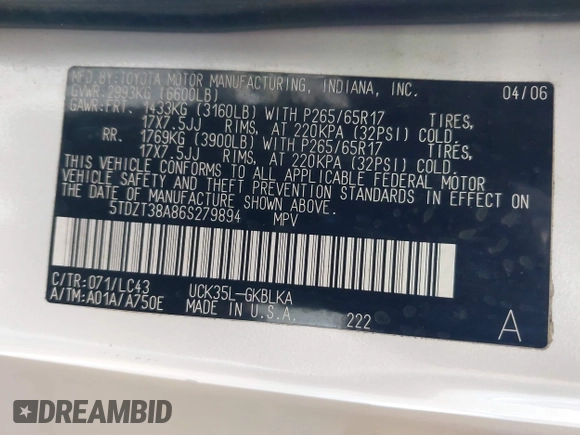 MFD.BY:TOYOTA MOTOR MANUFACTURING, INDIANA, INC.
GVWR:2993KG (6600LB) 04/06
GAWR:FRT. 1433KG (3160LB) WITH P265/65R17 TIRES,
17X7.5JJ RIMS, AT 220KPA (32PSI) COLD.
RR. 1769KG (3900LB) WITH P265/65R17 TIRES,
17X7.5JJ RIMS, AT 220KPA (32PSI) COLD.
THIS VEHICLE CONFORMS TO ALL APPLICABLE FEDERAL MOTOR
VEHICLE SAFETY AND THEFT PREVENTION STANDARDS IN EFFECT ON
THE DATE OF MANUFACTURE SHOWN ABOVE.
5TDZT38A86S279894 MPV
C/TR:071/LC43 UCK35L-GKBLKA
A/TM:A01A/A750E MADE IN U.S.A. 222 A
DREAMBID